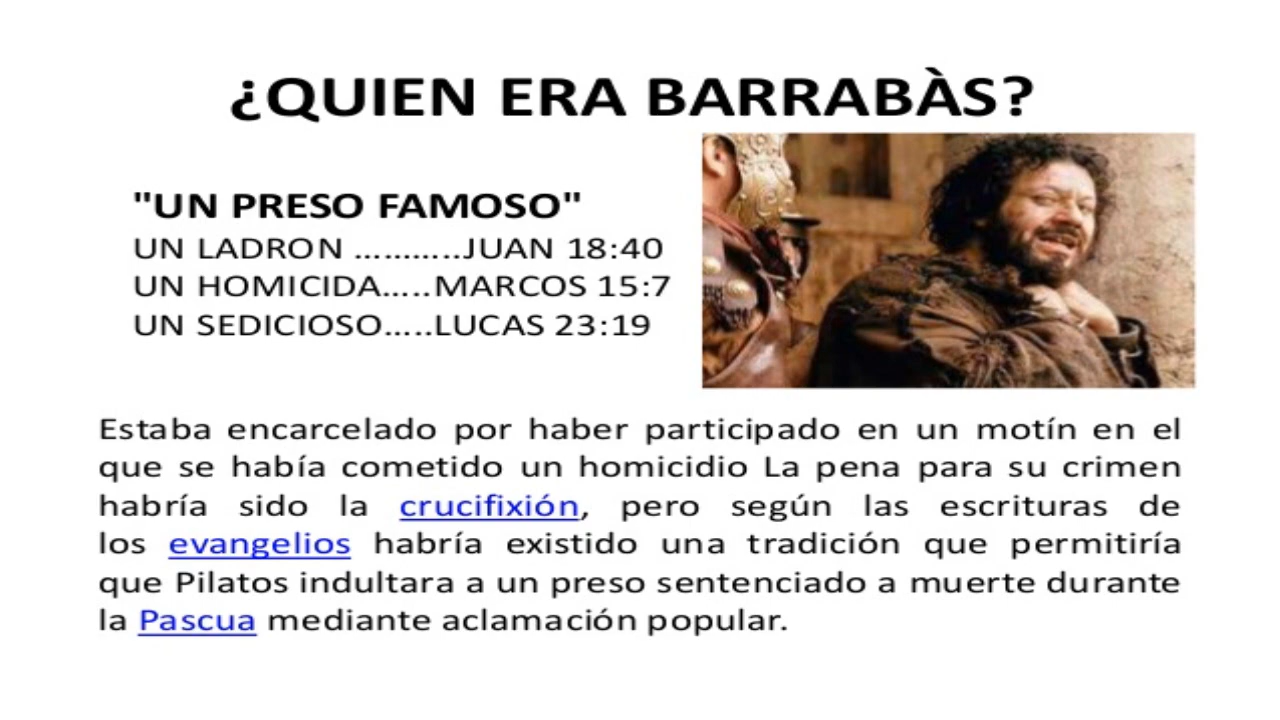 ¿QUIEN ERA BARRABÀS?
"UN PRESO FAMOSO"
UN LADRON ...........JUAN 18:40
UN HOMICIDA.....MARCOS 15:7
UN SEDICIOSO.....LUCAS 23:19
Estaba encarcelado por haber participado en un motín en el
que se había cometido un homicidio La pena para su crimen
habría sido la crucifixión, pero según las escrituras de
los evangelios habría existido una tradición que permitiría
que Pilatos indultara a un preso sentenciado a muerte durante
la Pascua mediante aclamación popular.